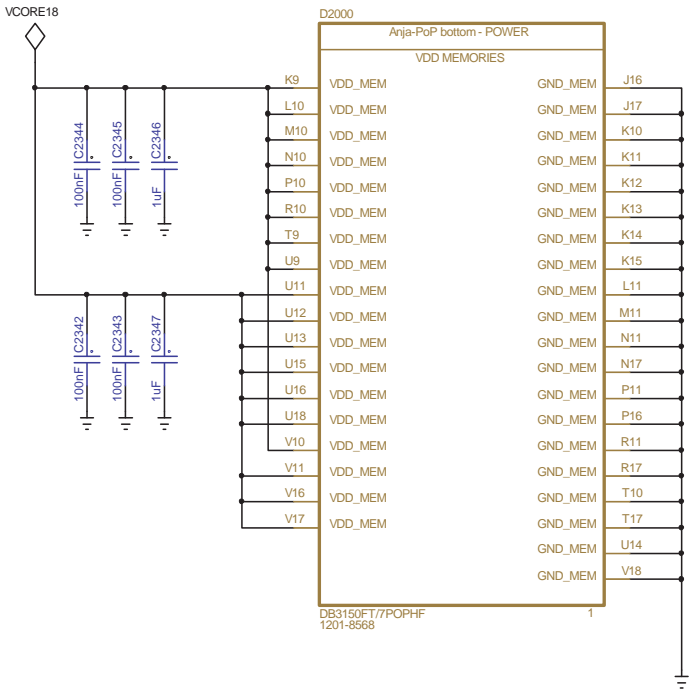 VCORE18
D2000
Anja-PoP bottom - POWER
VDD MEMORIES
K9 VDD_MEM GND_MEM J16
L10 VDD_MEM GND_MEM J17
M10 VDD_MEM GND_MEM K10
N10 VDD_MEM GND_MEM K11
P10 VDD_MEM GND_MEM K12
R10 VDD_MEM GND_MEM K13
T9 VDD_MEM GND_MEM K14
U9 VDD_MEM GND_MEM K15
U11 VDD_MEM GND_MEM L11
U12 VDD_MEM GND_MEM M11
U13 VDD_MEM GND_MEM N11
U15 VDD_MEM GND_MEM N17
U16 VDD_MEM GND_MEM P11
U18 VDD_MEM GND_MEM P16
V10 VDD_MEM GND_MEM R11
V11 VDD_MEM GND_MEM R17
V16 VDD_MEM GND_MEM T10
V17 VDD_MEM GND_MEM T17
GND_MEM U14
GND_MEM V18
C2344
100nF
C2345
100nF
C2346
1uF
C2342
100nF
C2343
100nF
C2347
1uF
DB3150FT/7POPHF 1
1201-8568